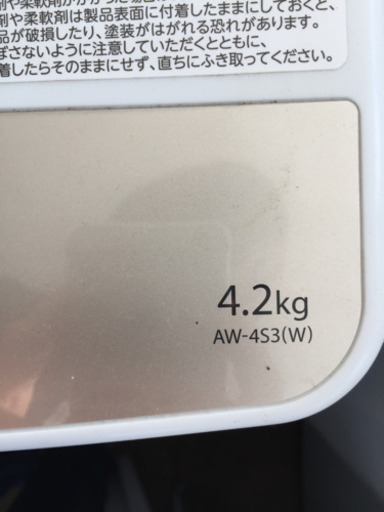 剤や柔軟剤は製品表面に付着したままにしておくと、
品が破損したり、塗装がはがれる恐れがあります。
ぼさないように注意していただくとともに、
着したらそのままにせず、直ちにふき取ってください。
4.2kg
AW-4S3(W)